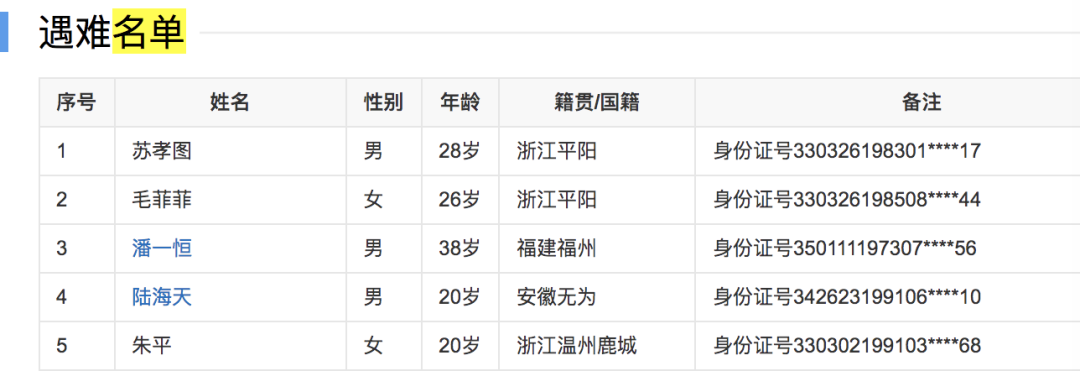 遇难名单
序号 姓名 性别 年龄 籍贯/国籍 备注
1 苏孝图 男 28岁 浙江平阳 身份证号330326198301****17
2 毛菲菲 女 26岁 浙江平阳 身份证号330326198508****44
3 潘一恒 男 38岁 福建福州 身份证号350111197307****56
4 陆海天 男 20岁 安徽无为 身份证号342623199106****10
5 朱平 女 20岁 浙江温州鹿城 身份证号330302199103****68